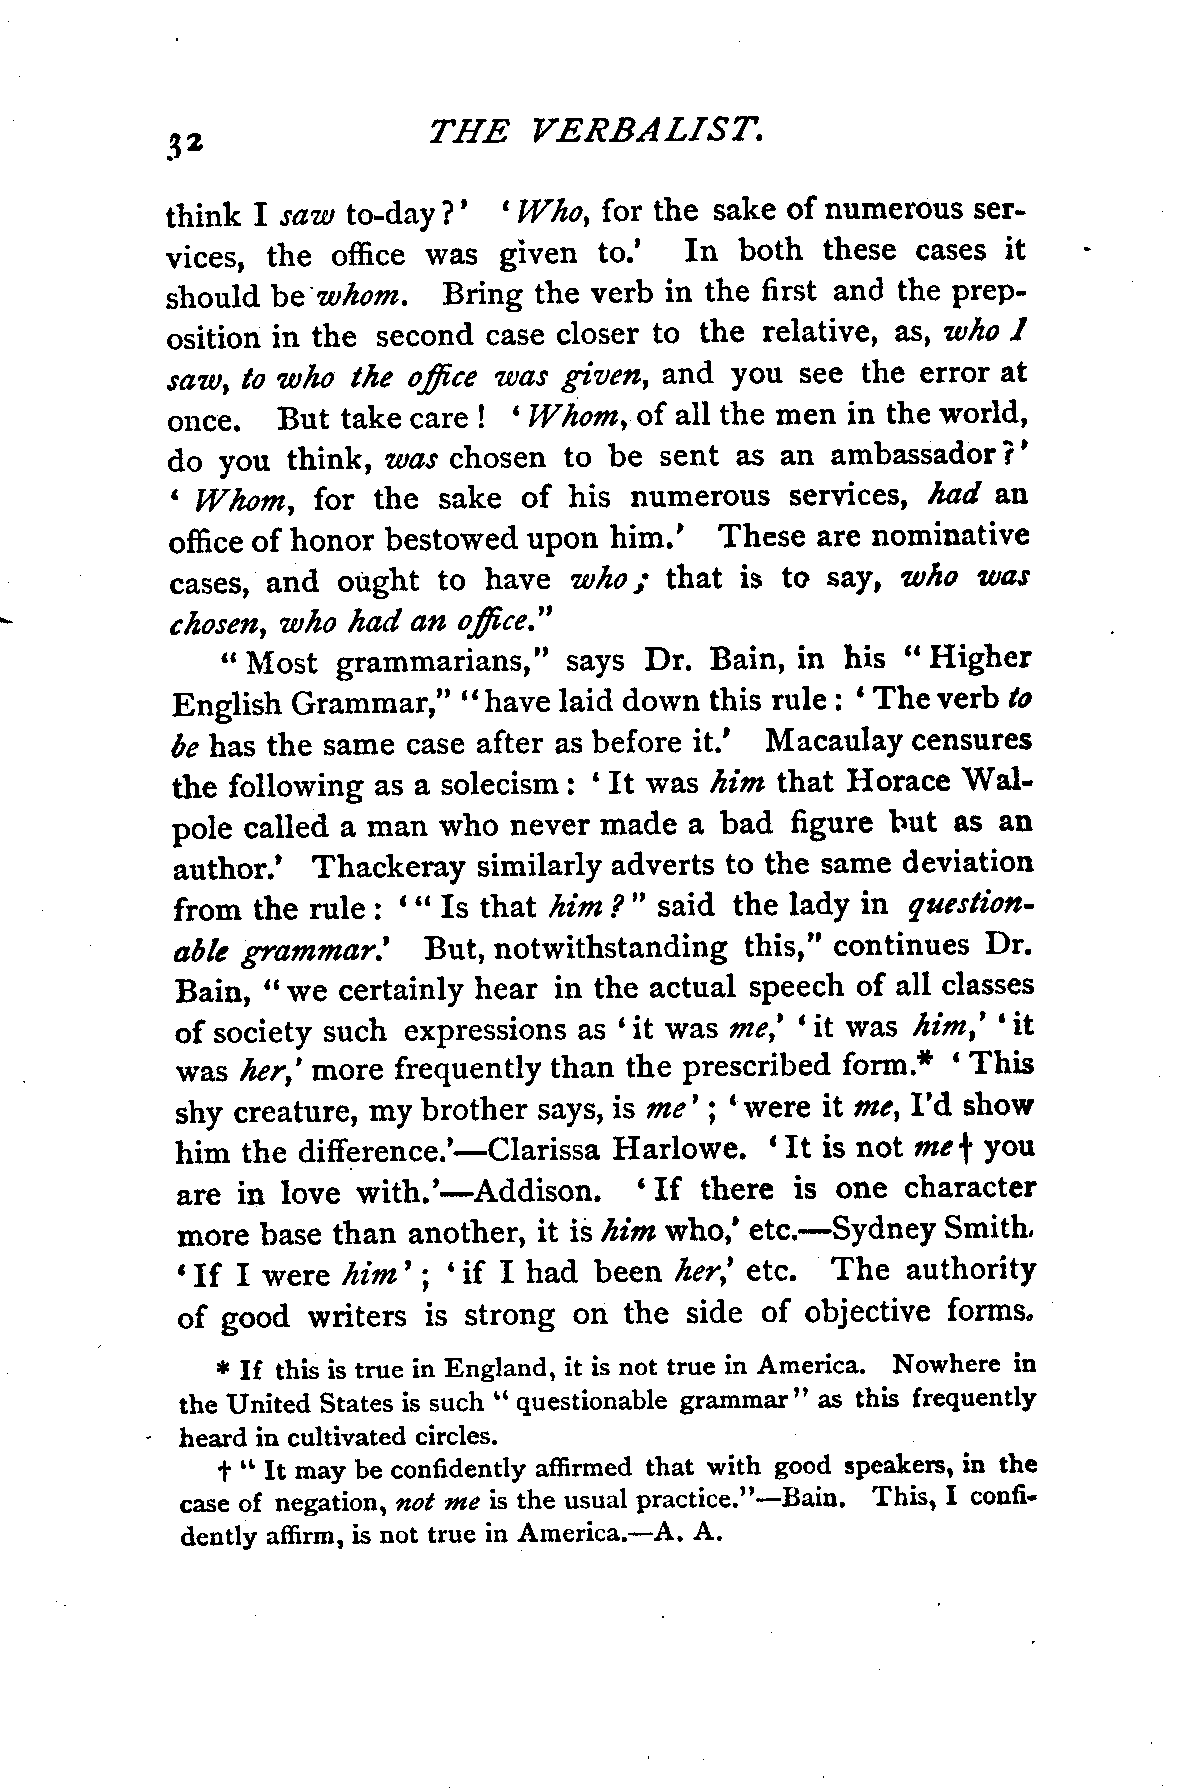 32
THE VERBALIST.
think I saw to-day?' 'Who, for the sake of numerous ser-
vices, the office was given to.' In both these cases it
should be whom. Bring the verb in the first and the prep-
osition in the second case closer to the relative, as, who I
saw, to who the office was given, and you see the error at
once. But take care! 'Whom, of all the men in the world,
do you think, was chosen to be sent as an ambassador?'
'Whom, for the sake of his numerous services, had an
office of honor bestowed upon him.' These are nominative
cases, and ought to have who; that is to say, who was
chosen, who had an office."
"Most grammarians," says Dr. Bain, in his "Higher
English Grammar," "have laid down this rule: 'The verb to
be has the same case after as before it.' Macaulay censures
the following as a solecism: 'It was him that Horace Wal-
pole called a man who never made a bad figure but as an
author.' Thackeray similarly adverts to the same deviation
from the rule: '"Is that him?" said the lady in question-
able grammar.' But, notwithstanding this," continues Dr.
Bain, "we certainly hear in the actual speech of all classes
of society such expressions as 'it was me,' 'it was him,' 'it
was her,' more frequently than the prescribed form.* 'This
shy creature, my brother says, is me'; 'were it me, I'd show
him the difference.'—Clarissa Harlowe. 'It is not me† you
are in love with.'—Addison. 'If there is one character
more base than another, it is him who,' etc.—Sydney Smith.
'If I were him'; 'if I had been her,' etc. The authority
of good writers is strong on the side of objective forms.
* If this is true in England, it is not true in America. Nowhere in
the United States is such "questionable grammar" as this frequently
heard in cultivated circles.
† "It may be confidently affirmed that with good speakers, in the
case of negation, not me is the usual practice."—Bain. This, I confi-
dently affirm, is not true in America.—A. A.